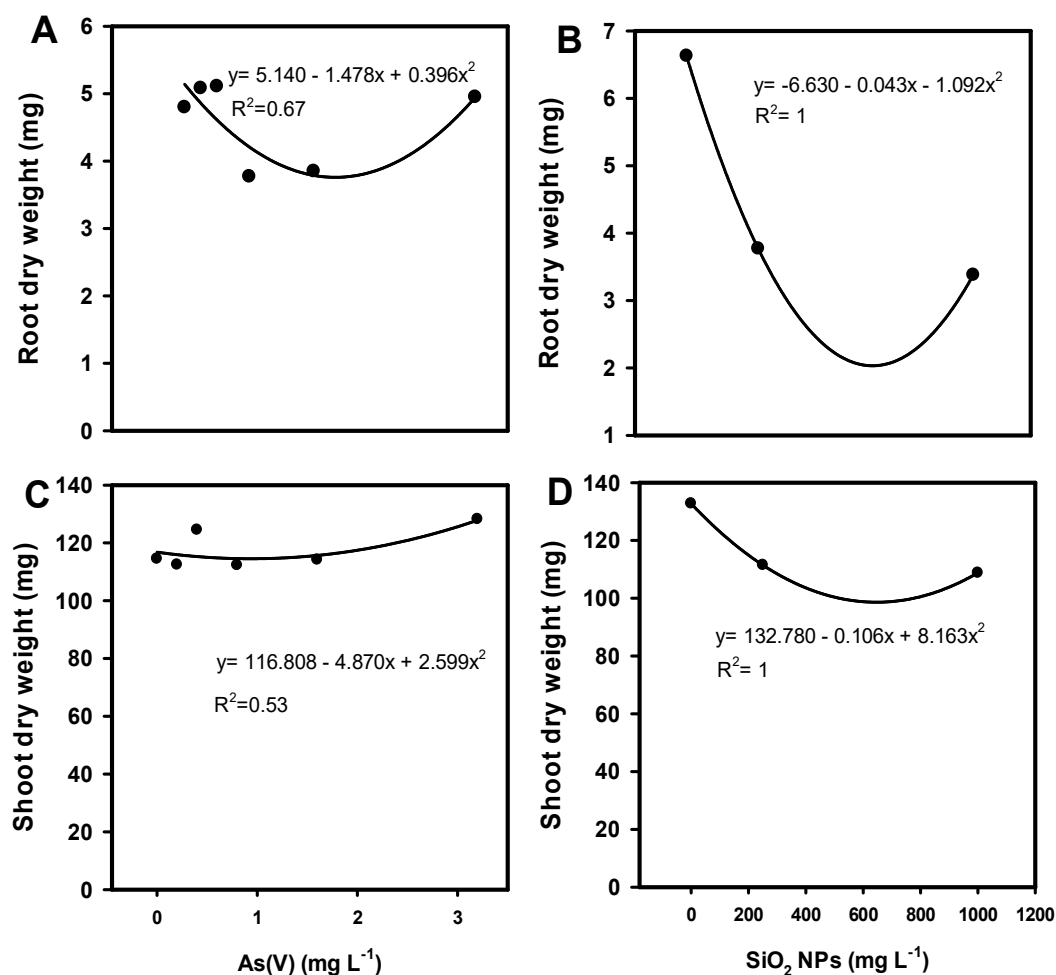 A
6
5
4
3
2
1
0
Root dry weight (mg)
y= 5.140 - 1.478x + 0.396x²
R²=0.67
B
7
6
5
4
3
2
1
Root dry weight (mg)
y= -6.630 - 0.043x - 1.092x²
R²= 1
C
140
120
100
80
60
40
20
0
Shoot dry weight (mg)
y= 116.808 - 4.870x + 2.599x²
R²=0.53
0 1 2 3
As(V) (mg L⁻¹)
D
140
120
100
80
60
40
20
0
Shoot dry weight (mg)
y= 132.780 - 0.106x + 8.163x²
R²= 1
0 200 400 600 800 1000 1200
SiO₂ NPs (mg L⁻¹)